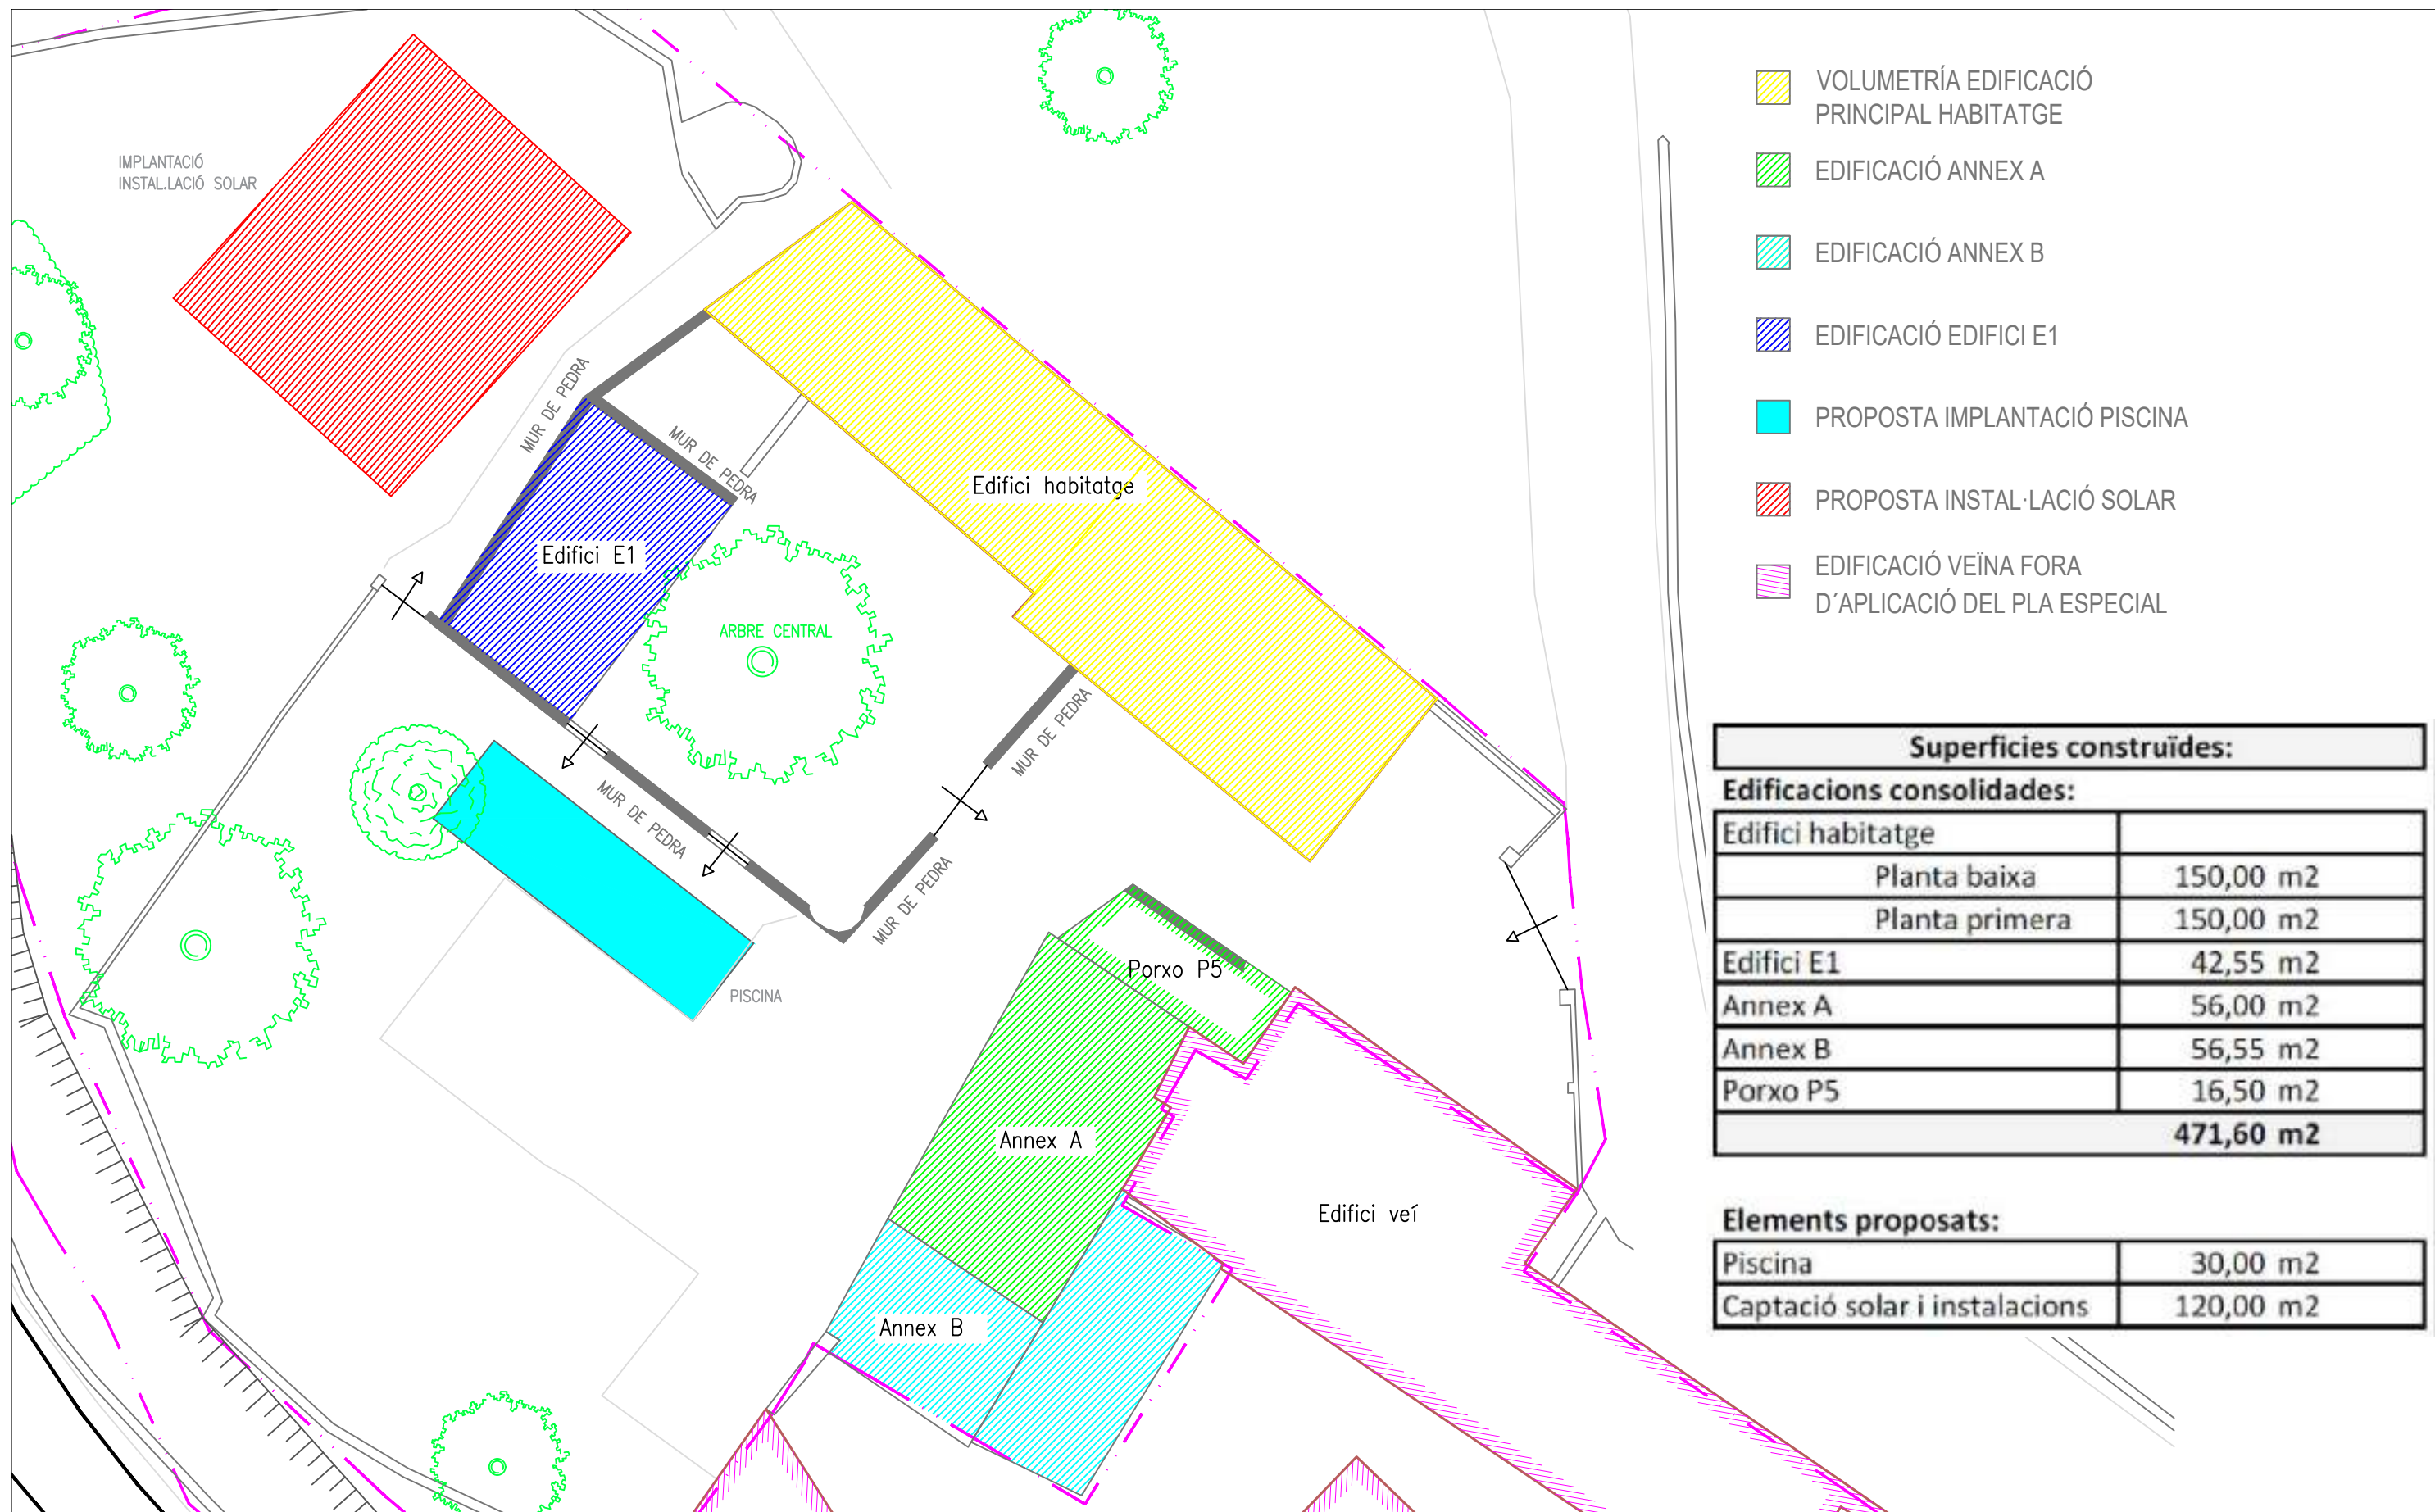 IMPLANTACIÓ
INSTAL.LACIÓ SOLAR
MUR DE PEDRA
MUR DE PEDRA
Edifici habitatge
Edifici E1
ARBRE CENTRAL
MUR DE PEDRA
MUR DE PEDRA
MUR DE PEDRA
PISCINA
Porxo P5
Annex A
Edifici veí
Annex B
VOLUMETRÍA EDIFICACIÓ
PRINCIPAL HABITATGE
EDIFICACIÓ ANNEX A
EDIFICACIÓ ANNEX B
EDIFICACIÓ EDIFICI E1
PROPOSTA IMPLANTACIÓ PISCINA
PROPOSTA INSTAL·LACIÓ SOLAR
EDIFICACIÓ VEÏNA FORA
D´APLICACIÓ DEL PLA ESPECIAL
Superficies construïdes:
Edificacions consolidades:
Edifici habitatge
Planta baixa 150,00 m2
Planta primera 150,00 m2
Edifici E1 42,55 m2
Annex A 56,00 m2
Annex B 56,55 m2
Porxo P5 16,50 m2
471,60 m2
Elements proposats:
Piscina 30,00 m2
Captació solar i instalacions 120,00 m2